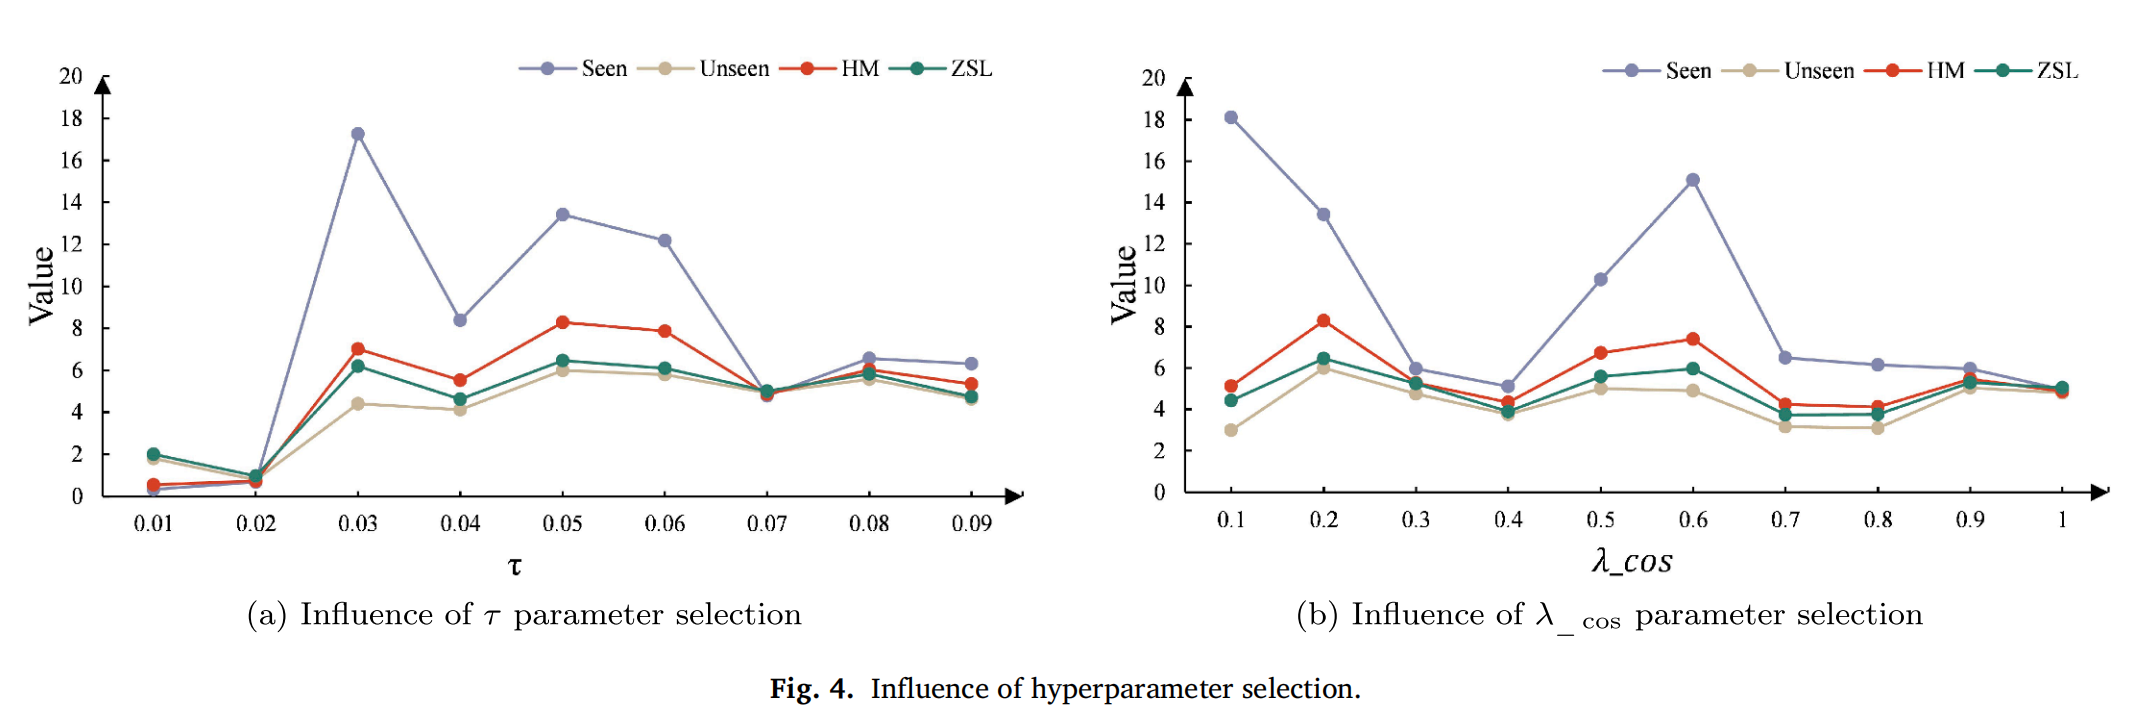 Seen Unseen HM ZSL
20
18
16
14
12
10
8
6
4
2
0
Value
0.01 0.02 0.03 0.04 0.05 0.06 0.07 0.08 0.09
τ
(a) Influence of τ parameter selection
Seen Unseen HM ZSL
20
18
16
14
12
10
8
6
4
2
0
Value
0.1 0.2 0.3 0.4 0.5 0.6 0.7 0.8 0.9 1
λ_cos
(b) Influence of λ_cos parameter selection
Fig. 4. Influence of hyperparameter selection.